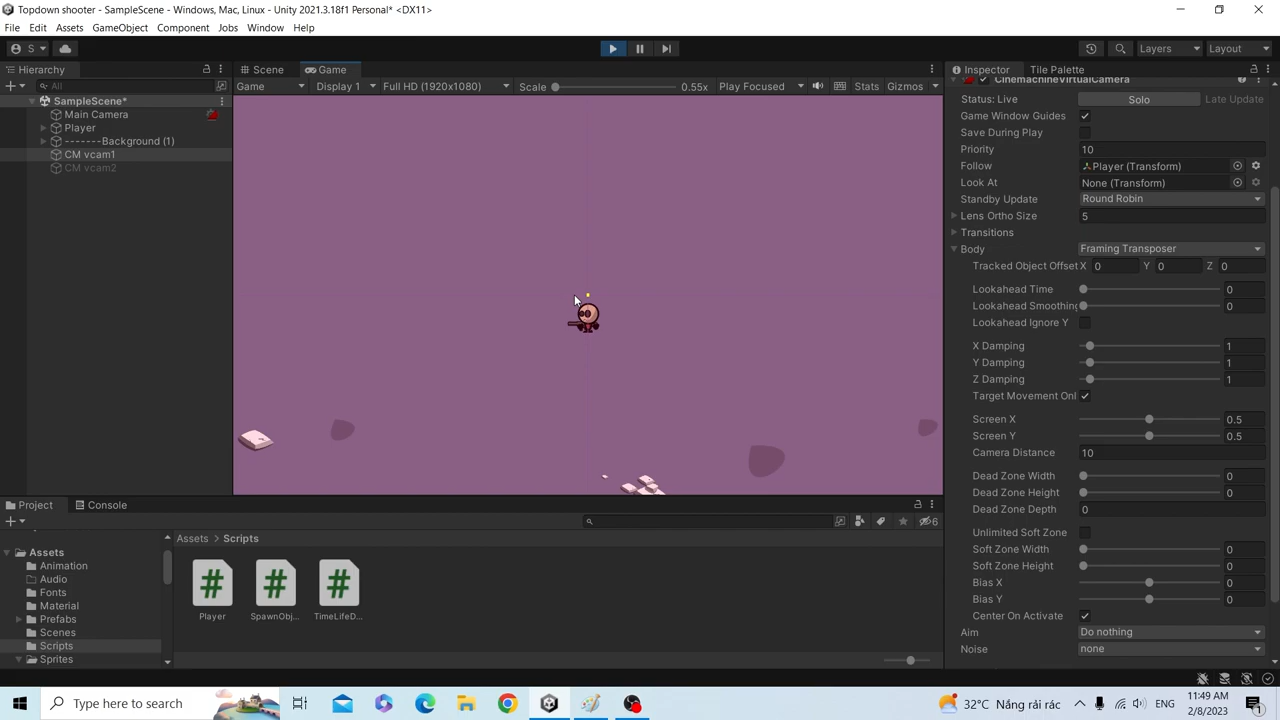 Topdown shooter - SampleScene - Windows, Mac, Linux - Unity 2021.3.18f1 Personal* <DX11>
File Edit Assets GameObject Component Jobs Window Help
S Layers Layout
Hierarchy
All
SampleScene*
Main Camera
Player
-------Background (1)
CM vcam1
CM vcam2
Scene Game
Game Display 1 Full HD (1920x1080) Scale 0.55x Play Focused Stats Gizmos
Inspector Tile Palette
CinemachineVirtualCamera
Status: Live Solo Late Update
Game Window Guides
Save During Play
Priority 10
Follow Player (Transform)
Look At None (Transform)
Standby Update Round Robin
Lens Ortho Size 5
Transitions
Body Framing Transposer
Tracked Object Offset X 0 Y 0 Z 0
Lookahead Time 0
Lookahead Smoothing 0
Lookahead Ignore Y
X Damping 1
Y Damping 1
Z Damping 1
Target Movement Onl
Screen X 0.5
Screen Y 0.5
Camera Distance 10
Dead Zone Width 0
Dead Zone Height 0
Dead Zone Depth 0
Unlimited Soft Zone
Soft Zone Width 0
Soft Zone Height 0
Bias X 0
Bias Y 0
Center On Activate
Aim Do nothing
Noise none
Project Console
6
Assets
Animation
Audio
Fonts
Material
Prefabs
Scenes
Scripts
Sprites
Assets > Scripts
Player SpawnObj... TimeLifeD...
Type here to search
32°C Nắng rải rác ENG
11:49 AM
2/8/2023
1